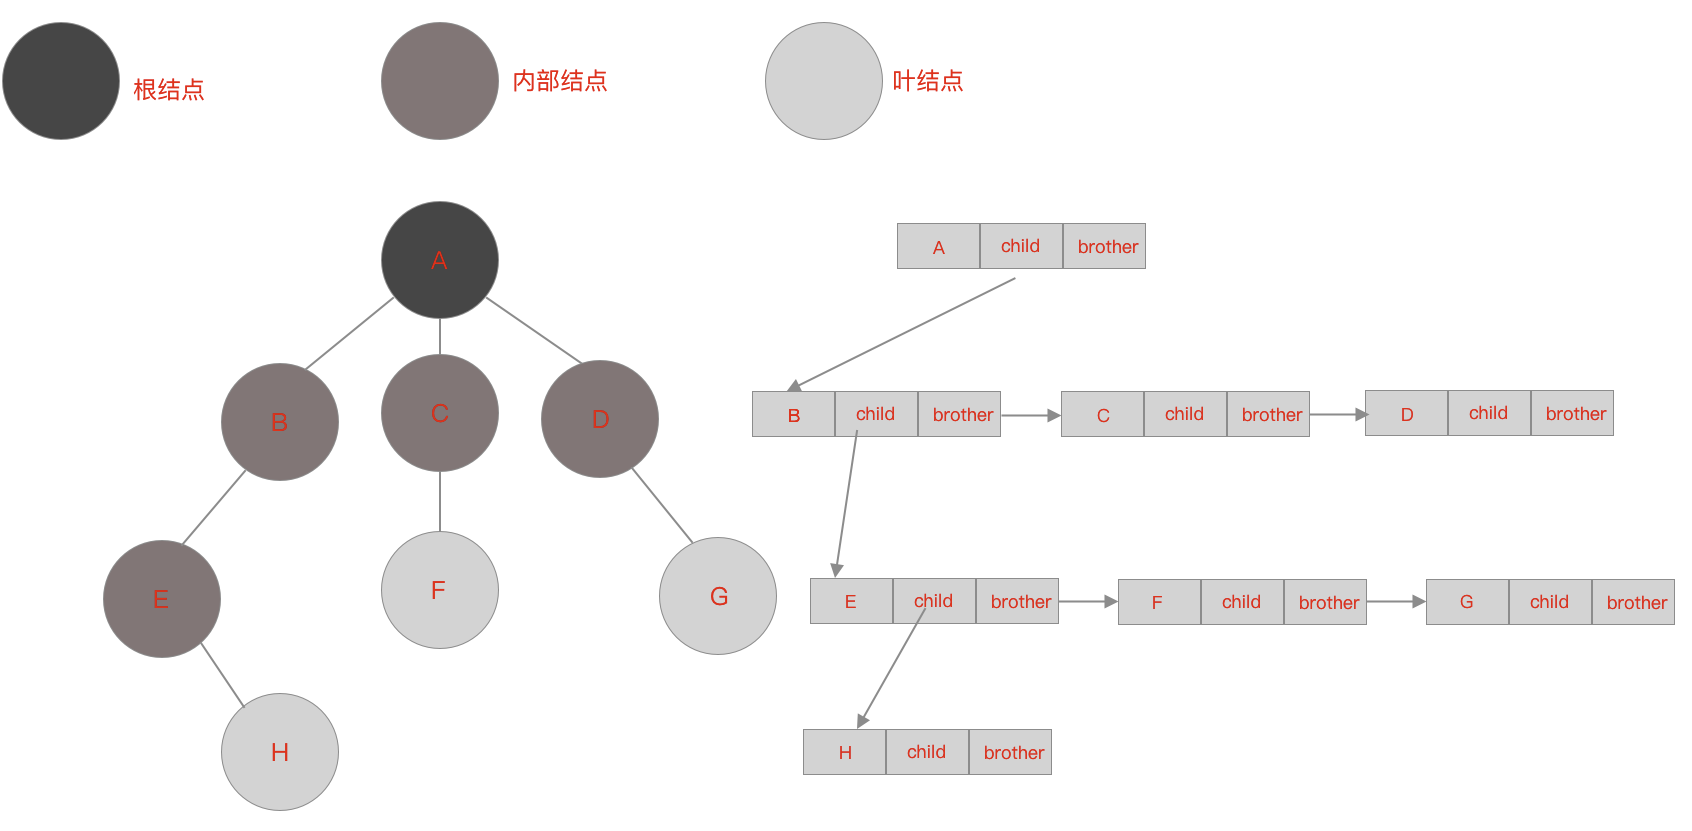 根结点
内部结点
叶结点
A
B
C
D
E
F
G
H
A child brother
B child brother
C child brother
D child brother
E child brother
F child brother
G child brother
H child brother